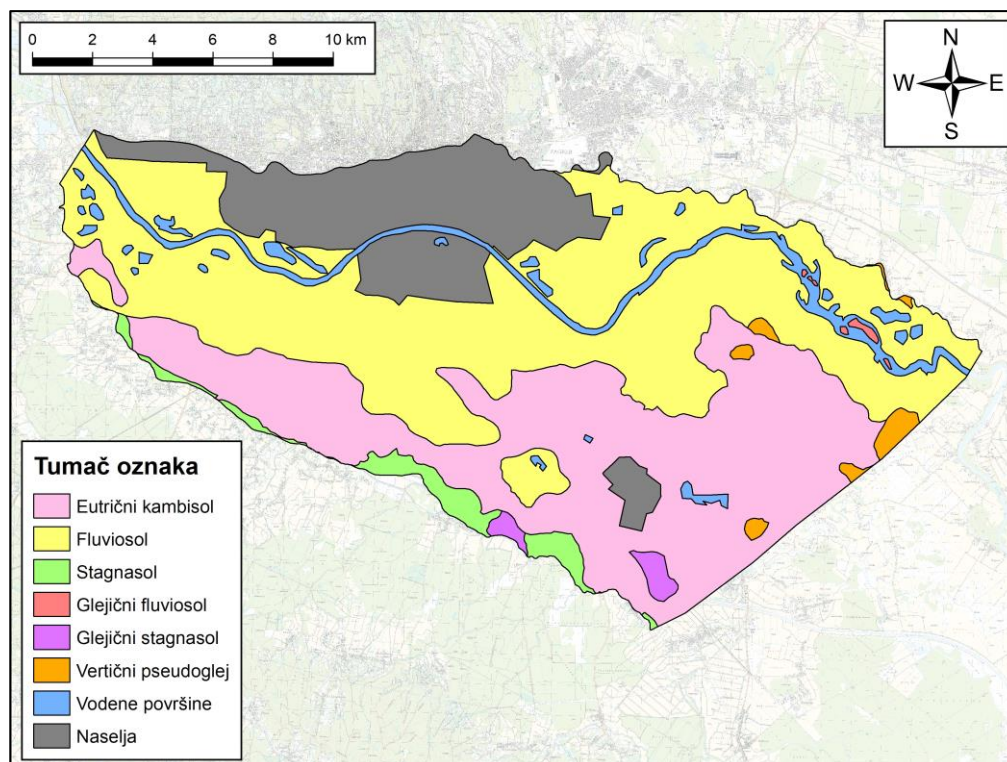 0 2 4 6 8 10 km
N
W E
S
Tumač oznaka
Eutrični kambisol
Fluviosol
Stagnasol
Glejični fluviosol
Glejični stagnasol
Vertični pseudoglej
Vodene površine
Naselja